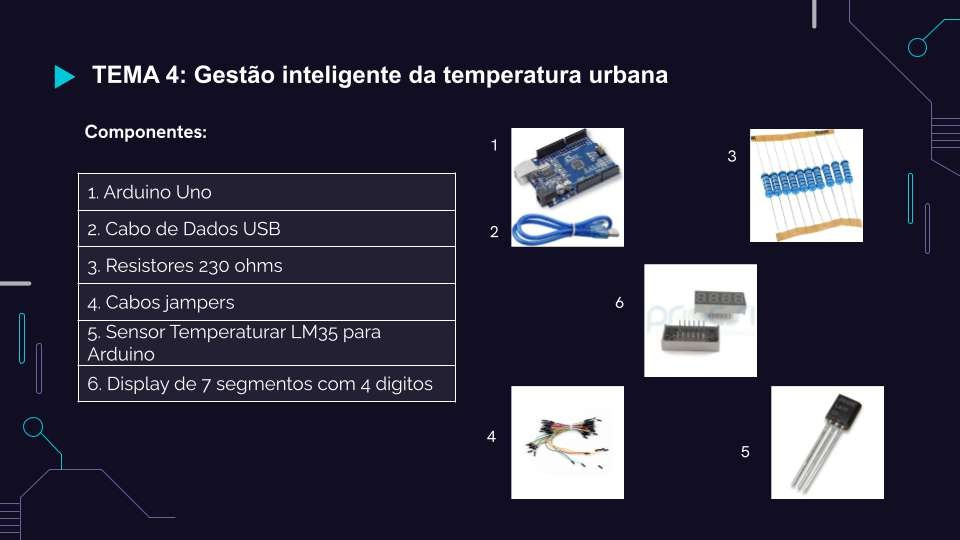 TEMA 4: Gestão inteligente da temperatura urbana
Componentes:
1. Arduino Uno
2. Cabo de Dados USB
3. Resistores 230 ohms
4. Cabos jampers
5. Sensor Temperaturar LM35 para
Arduino
6. Display de 7 segmentos com 4 digitos
1
2
3
6
4
5